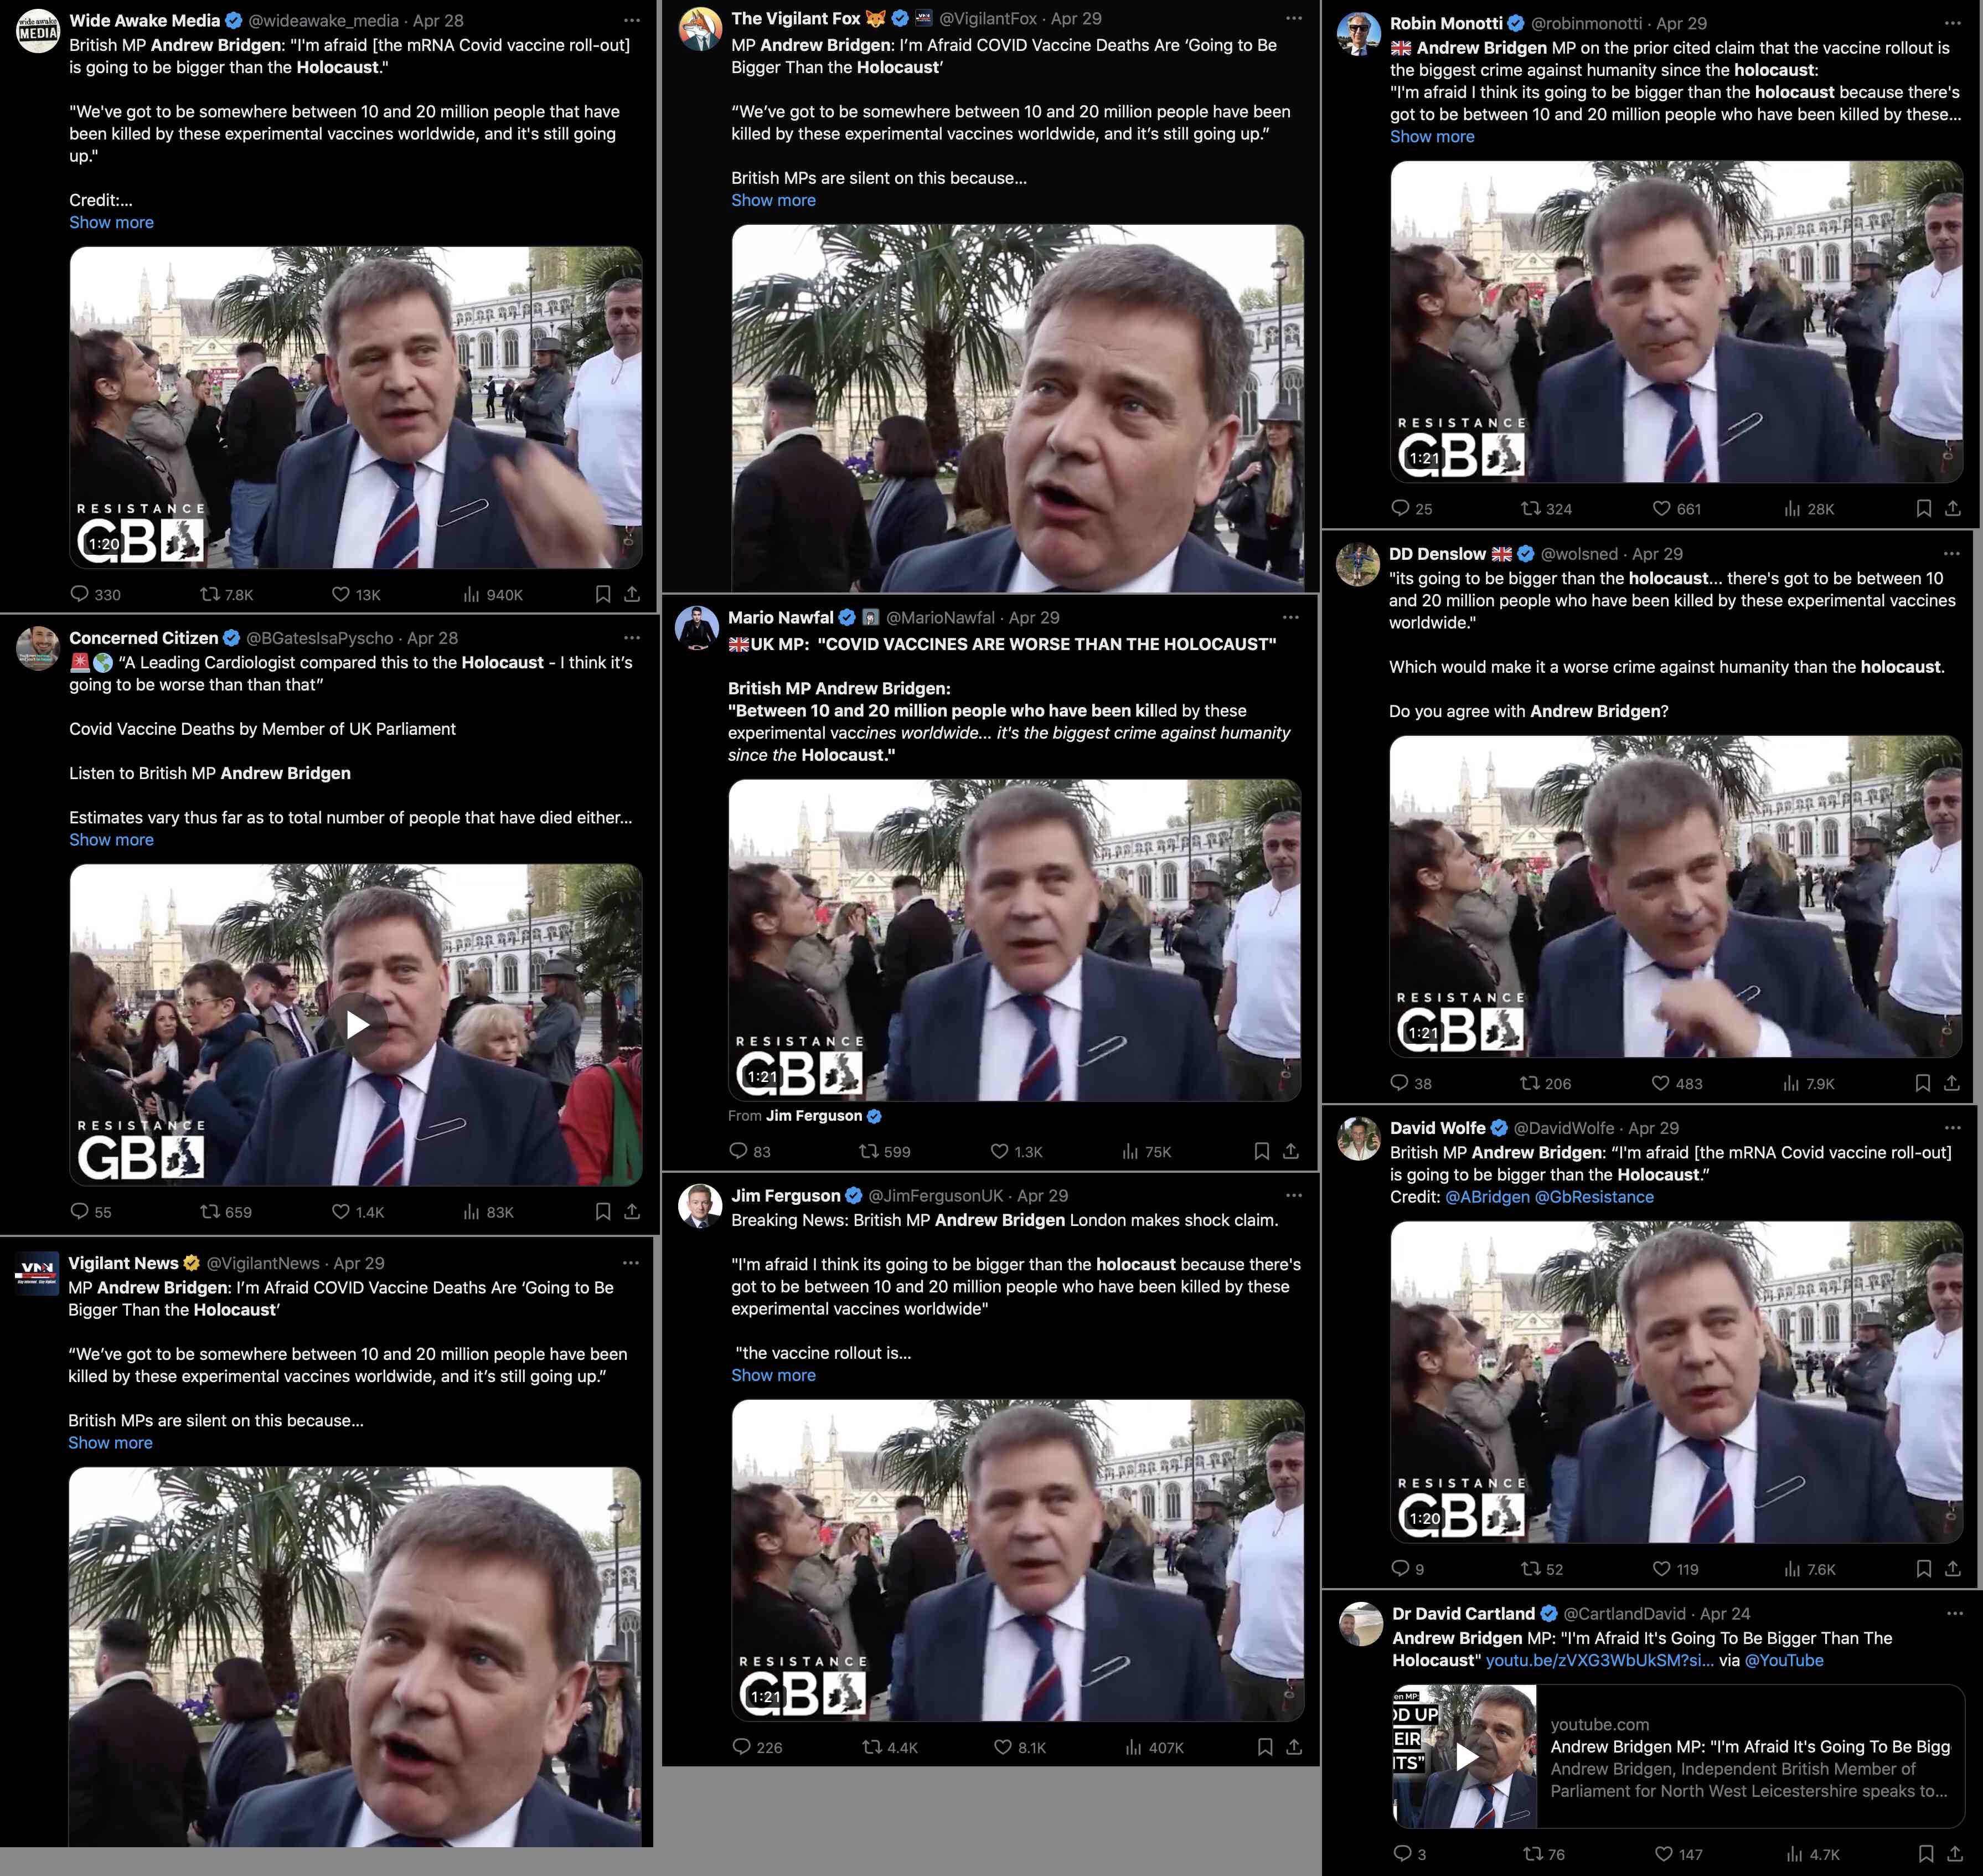 wide awake
MEDIA
Wide Awake Media @wideawake_media · Apr 28
British MP Andrew Bridgen: "I'm afraid [the mRNA Covid vaccine roll-out]
is going to be bigger than the Holocaust."
"We've got to be somewhere between 10 and 20 million people that have
been killed by these experimental vaccines worldwide, and it's still going
up."
Credit:...
Show more
RESISTANCE
GB
1:20
330 7.8K 13K 940K
Concerned Citizen @BGatesIsaPyscho · Apr 28
🚨🌎 “A Leading Cardiologist compared this to the Holocaust - I think it’s
going to be worse than than that”
Covid Vaccine Deaths by Member of UK Parliament
Listen to British MP Andrew Bridgen
Estimates vary thus far as to total number of people that have died either...
Show more
RESISTANCE
GB
55 659 1.4K 83K
VNN
Vigilant News @VigilantNews · Apr 29
MP Andrew Bridgen: I’m Afraid COVID Vaccine Deaths Are ‘Going to Be
Bigger Than the Holocaust’
“We’ve got to be somewhere between 10 and 20 million people have been
killed by these experimental vaccines worldwide, and it’s still going up.”
British MPs are silent on this because...
Show more
The Vigilant Fox 🦊 @VigilantFox · Apr 29
MP Andrew Bridgen: I’m Afraid COVID Vaccine Deaths Are ‘Going to Be
Bigger Than the Holocaust’
“We’ve got to be somewhere between 10 and 20 million people have been
killed by these experimental vaccines worldwide, and it’s still going up.”
British MPs are silent on this because...
Show more
Mario Nawfal @MarioNawfal · Apr 29
🇬🇧UK MP: "COVID VACCINES ARE WORSE THAN THE HOLOCAUST"
British MP Andrew Bridgen:
"Between 10 and 20 million people who have been killed by these
experimental vaccines worldwide... it's the biggest crime against humanity
since the Holocaust."
RESISTANCE
GB
1:21
From Jim Ferguson
83 599 1.3K 75K
Jim Ferguson @JimFergusonUK · Apr 29
Breaking News: British MP Andrew Bridgen London makes shock claim.
"I'm afraid I think its going to be bigger than the holocaust because there's
got to be between 10 and 20 million people who have been killed by these
experimental vaccines worldwide"
"the vaccine rollout is...
Show more
RESISTANCE
GB
1:21
226 4.4K 8.1K 407K
Robin Monotti @robinmonotti · Apr 29
🇬🇧 Andrew Bridgen MP on the prior cited claim that the vaccine rollout is
the biggest crime against humanity since the holocaust:
"I'm afraid I think its going to be bigger than the holocaust because there's
got to be between 10 and 20 million people who have been killed by these...
Show more
RESISTANCE
GB
1:21
25 324 661 28K
DD Denslow 🇬🇧 @wolsned · Apr 29
"its going to be bigger than the holocaust... there's got to be between 10
and 20 million people who have been killed by these experimental vaccines
worldwide."
Which would make it a worse crime against humanity than the holocaust.
Do you agree with Andrew Bridgen?
RESISTANCE
GB
1:21
38 206 483 7.9K
David Wolfe @DavidWolfe · Apr 29
British MP Andrew Bridgen: “I'm afraid [the mRNA Covid vaccine roll-out]
is going to be bigger than the Holocaust.”
Credit: @ABridgen @GbResistance
RESISTANCE
GB
1:20
9 52 119 7.6K
Dr David Cartland @CartlandDavid · Apr 24
Andrew Bridgen MP: "I'm Afraid It's Going To Be Bigger Than The
Holocaust" youtu.be/zVXG3WbUkSM?si... via @YouTube
en MP:
OD UP
EIR
ITS”
youtube.com
Andrew Bridgen MP: "I'm Afraid It's Going To Be Bigg
Andrew Bridgen, Independent British Member of
Parliament for North West Leicestershire speaks to...
3 76 147 4.7K